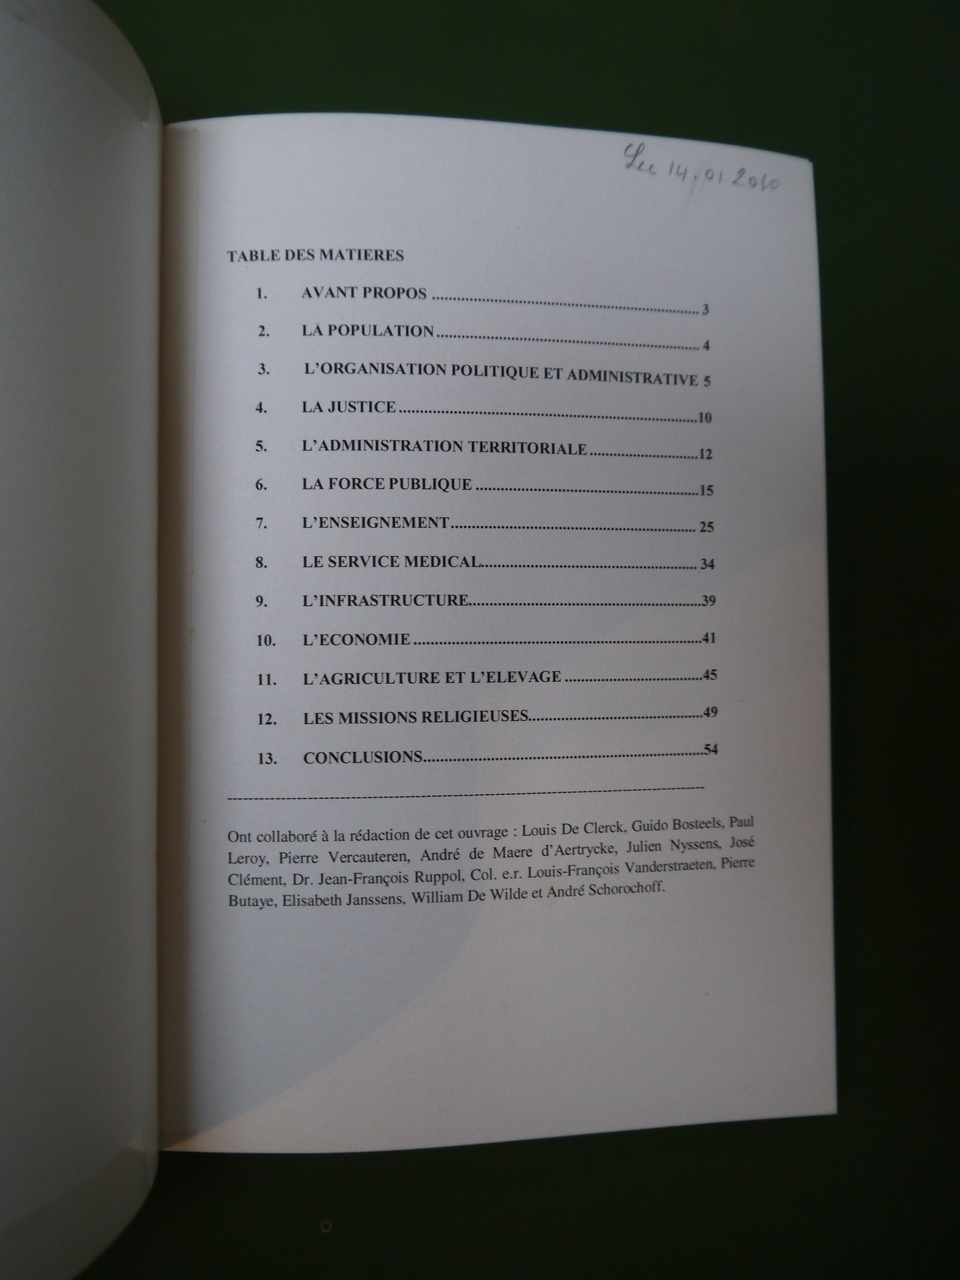 Lu 14.01 2010
TABLE DES MATIERES
1. AVANT PROPOS ........................................................ 3
2. LA POPULATION ........................................................ 4
3. L'ORGANISATION POLITIQUE ET ADMINISTRATIVE 5
4. LA JUSTICE ........................................................10
5. L'ADMINISTRATION TERRITORIALE ........................12
6. LA FORCE PUBLIQUE ................................................15
7. L'ENSEIGNEMENT..................................................... 25
8. LE SERVICE MEDICAL............................................... 34
9. L'INFRASTRUCTURE..................................................39
10. L'ECONOMIE ..........................................................41
11. L'AGRICULTURE ET L'ELEVAGE ..............................45
12. LES MISSIONS RELIGIEUSES.....................................49
13. CONCLUSIONS...........................................................54
------------------------------------------------------------
Ont collaboré à la rédaction de cet ouvrage : Louis De Clerck, Guido Bosteels, Paul
Leroy, Pierre Vercauteren, André de Maere d'Aertrycke, Julien Nyssens, José
Clément, Dr. Jean-François Ruppol, Col. e.r. Louis-François Vanderstraeten, Pierre
Butaye, Elisabeth Janssens, William De Wilde et André Schorochoff.